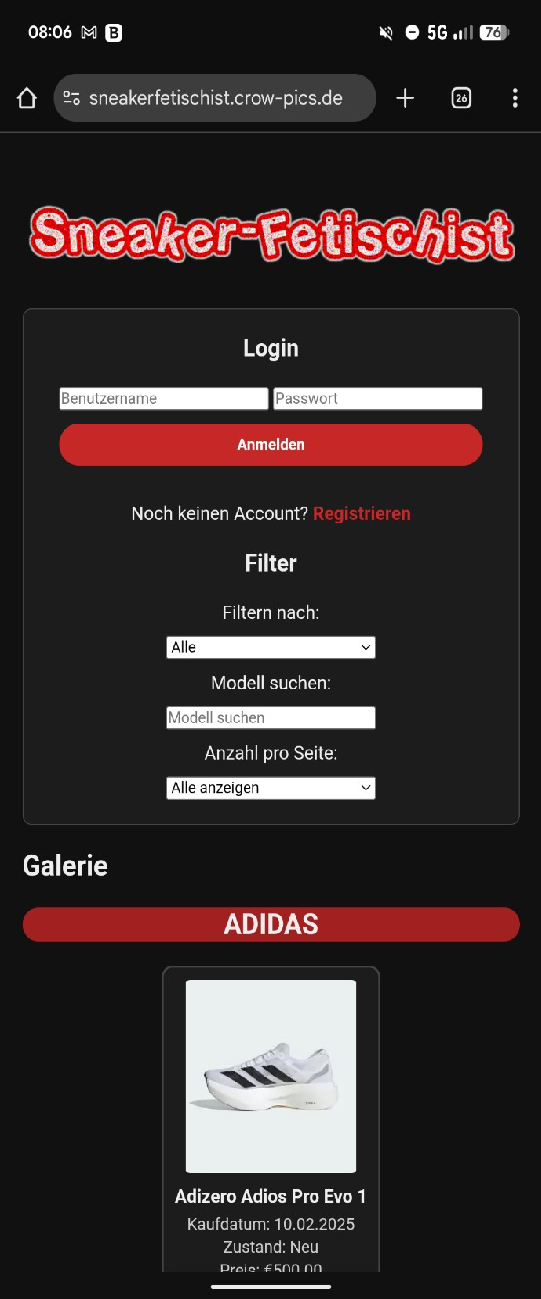 08:06
B
5G
76
sneakerfetischist.crow-pics.de
26
Sneaker-Fetischist
Login
Benutzername Passwort
Anmelden
Noch keinen Account? Registrieren
Filter
Filtern nach:
Alle
Modell suchen:
Modell suchen
Anzahl pro Seite:
Alle anzeigen
Galerie
ADIDAS
Adizero Adios Pro Evo 1
Kaufdatum: 10.02.2025
Zustand: Neu
Preis: €500.00